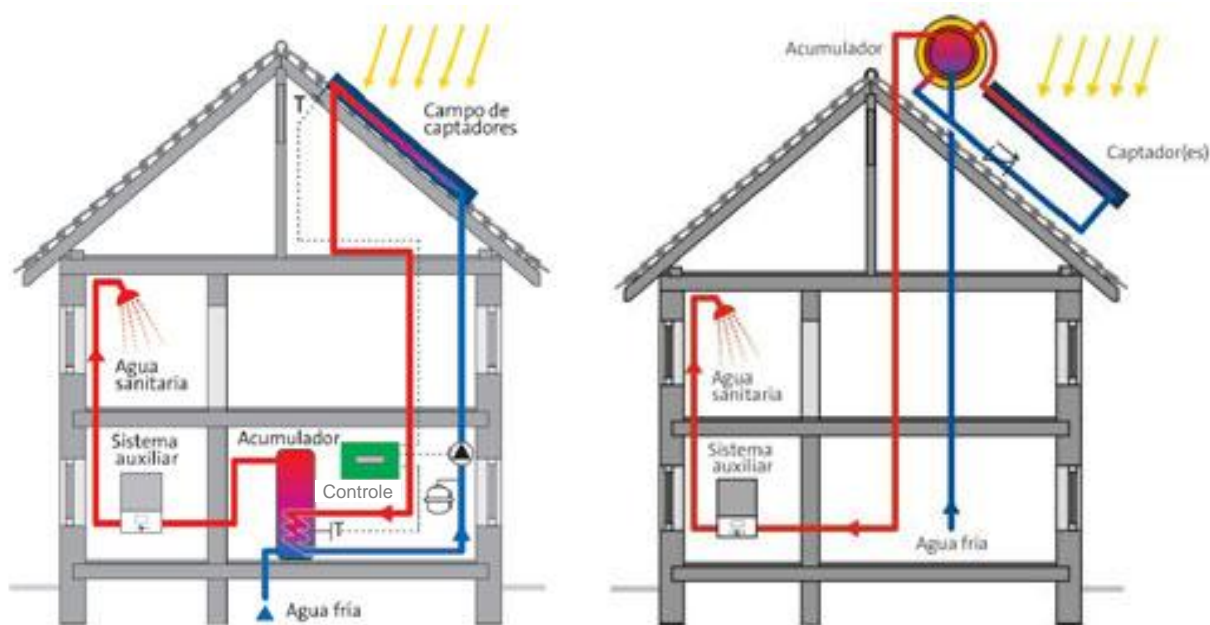 T
Campo de
captadores
Agua
sanitaria
Sistema
auxiliar
Acumulador
Controle
T
Agua fría
Acumulador
Captador(es)
Agua
sanitaria
Sistema
auxiliar
Agua fría